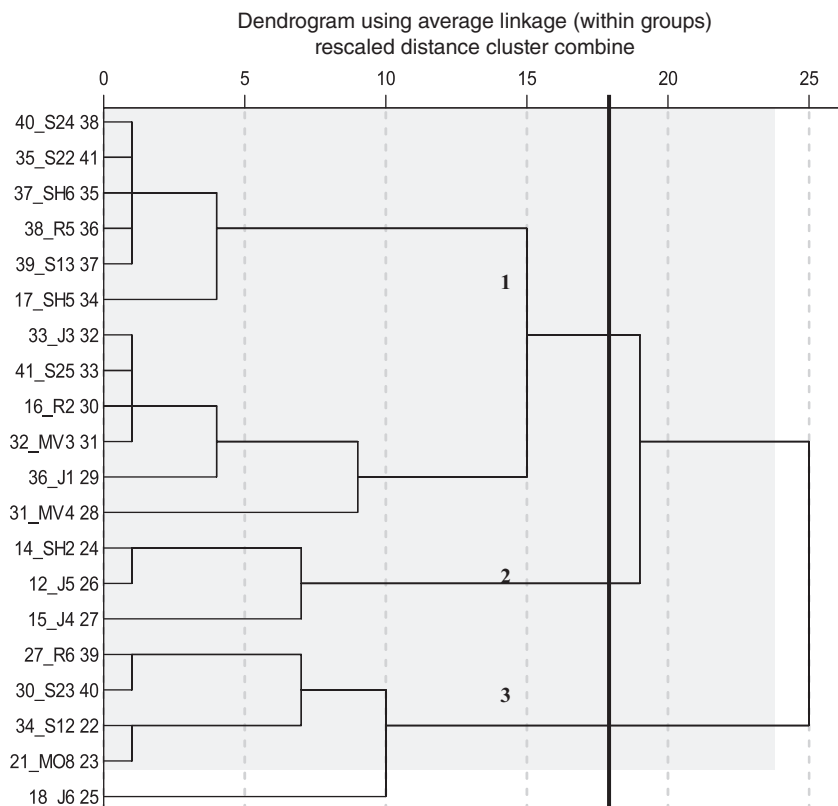 Dendrogram using average linkage (within groups)
rescaled distance cluster combine
0 5 10 15 20 25
40_S24 38
35_S22 41
37_SH6 35
38_R5 36
39_S13 37
1
17_SH5 34
33_J3 32
41_S25 33
16_R2 30
32_MV3 31
36_J1 29
31_MV4 28
14_SH2 24
2
12_J5 26
15_J4 27
27_R6 39
30_S23 40
3
34_S12 22
21_MO8 23
18_J6 25